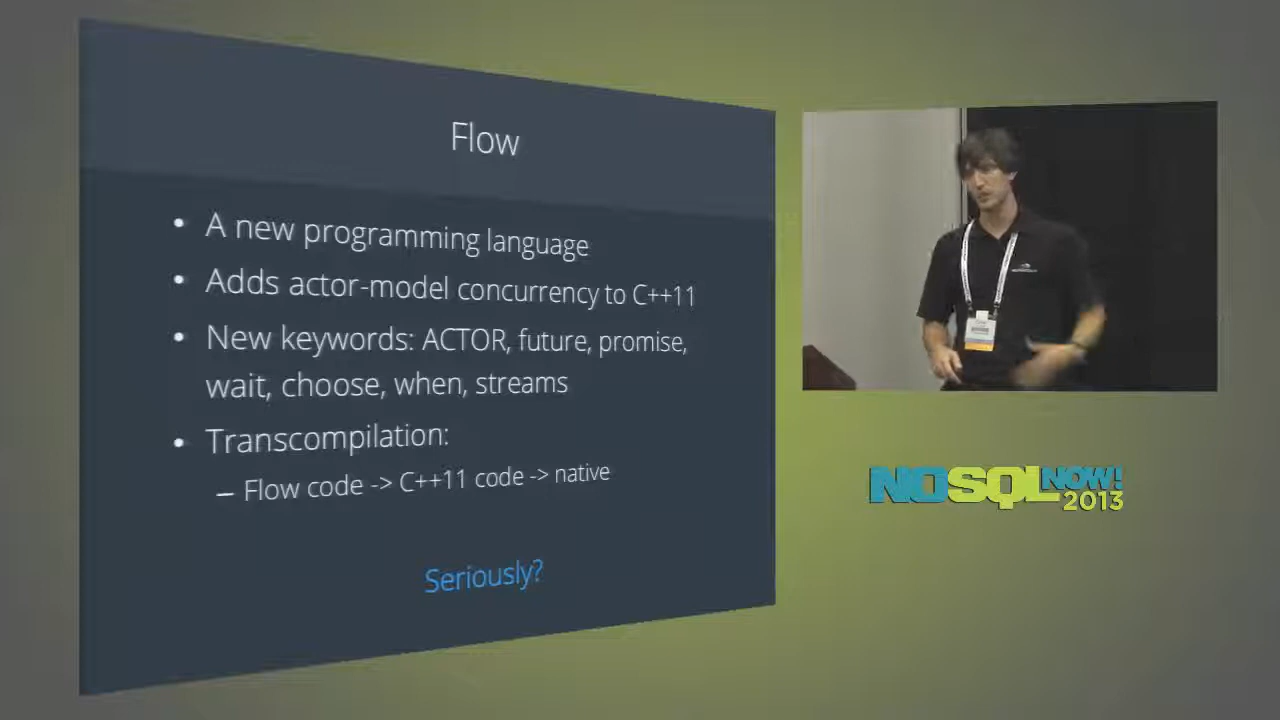 Flow
• A new programming language
• Adds actor-model concurrency to C++11
• New keywords: ACTOR, future, promise,
wait, choose, when, streams
• Transcompilation:
– Flow code -> C++11 code -> native
Seriously?
NOSQL NOW!
2013